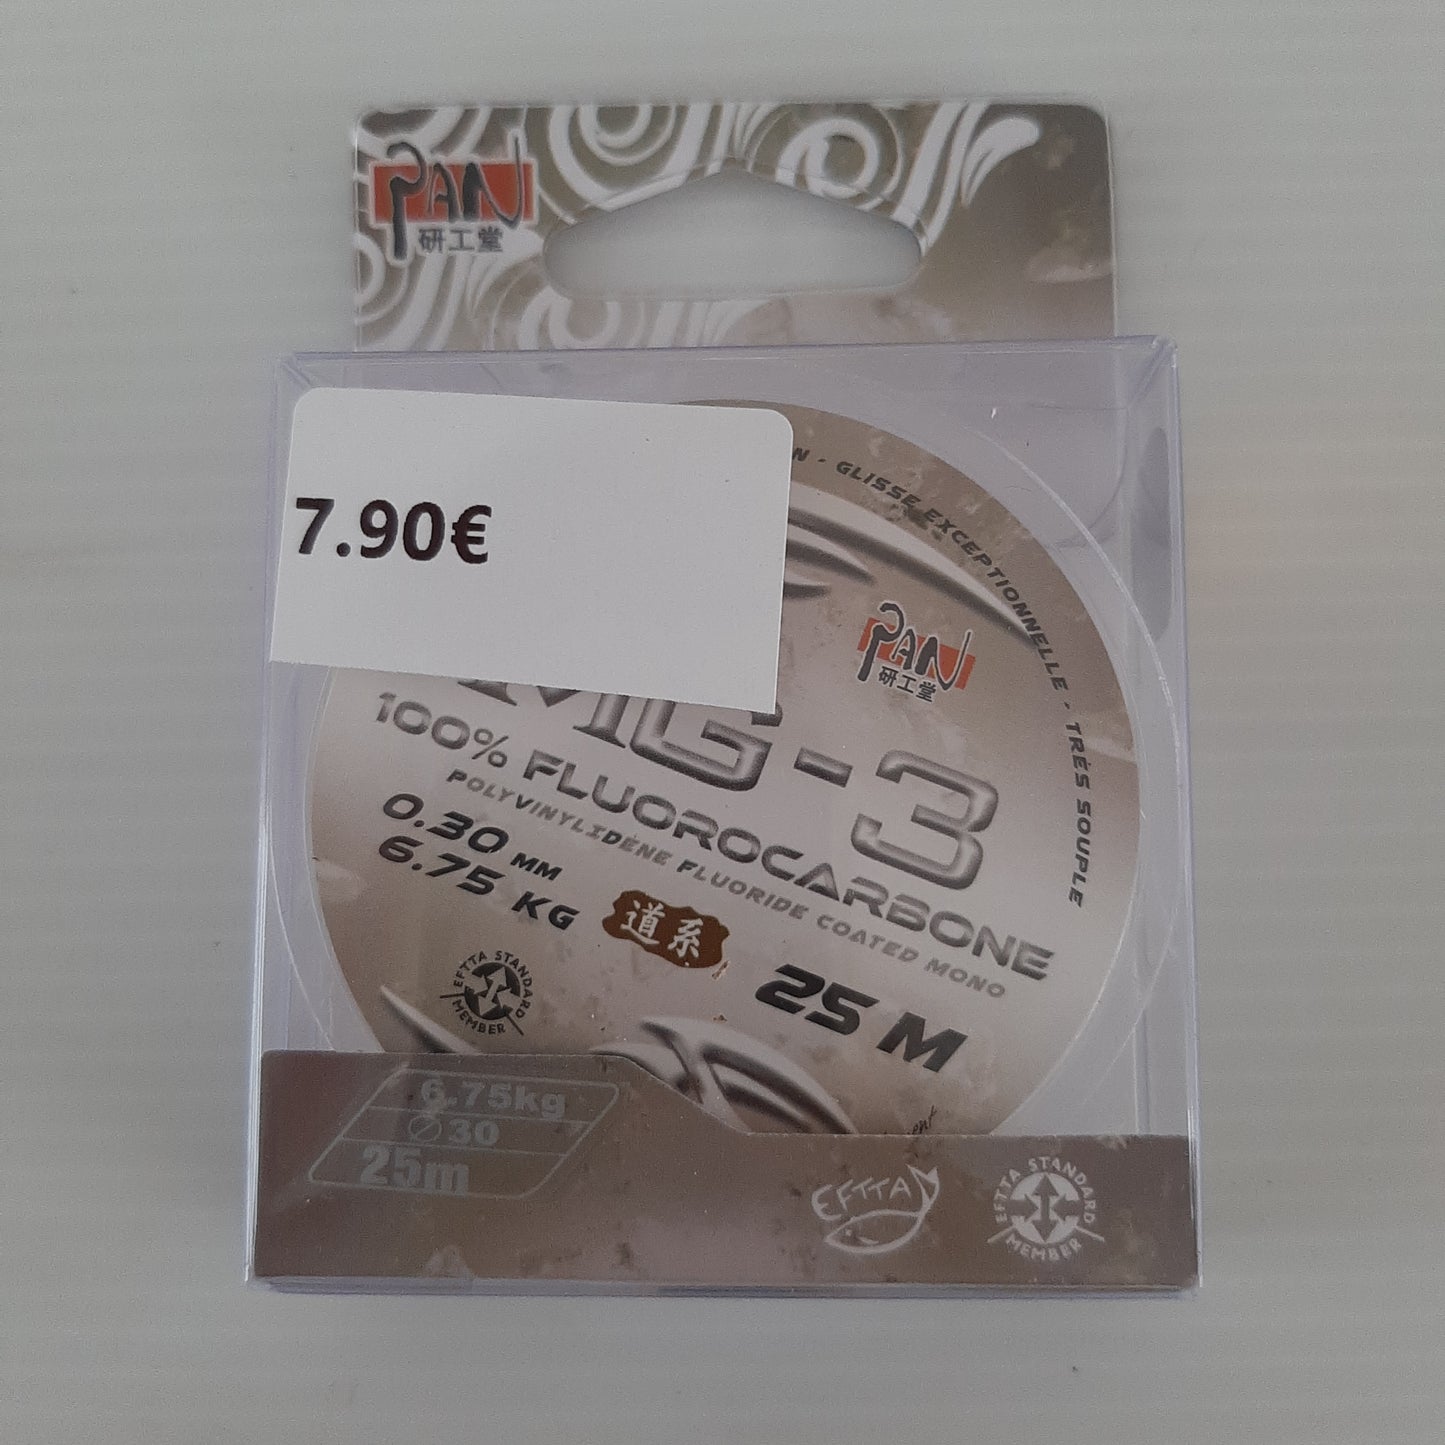 PAN
研工堂
7.90€
GLISSE EXCEPTIONNELLE - TRÈS SOUPLE
PAN
研工堂
MG-3
100% FLUOROCARBONE
POLYVINYLIDÈNE FLUORIDE COATED MONO
0.30 MM
6.75 KG
道系
25 M
EFTTA STANDARD
MEMBER
6.75kg
∅ 30
25m
EFTTA
EFTTA STANDARD
MEMBER